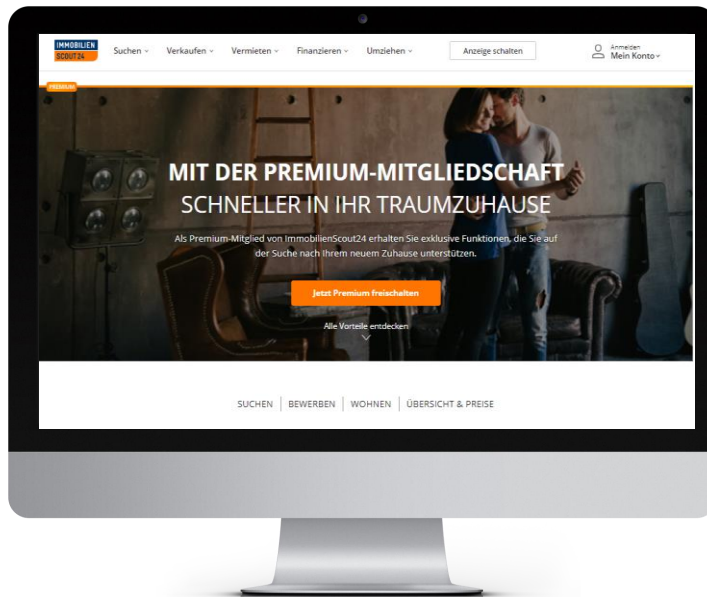 IMMOBILIEN
SCOUT24
Suchen
Verkaufen
Vermieten
Finanzieren
Umziehen
Anzeige schalten
Anmelden
Mein Konto
PREMIUM
MIT DER PREMIUM-MITGLIEDSCHAFT
SCHNELLER IN IHR TRAUMZUHAUSE
Als Premium-Mitglied von ImmobilienScout24 erhalten Sie exklusive Funktionen, die Sie auf
der Suche nach Ihrem neuem Zuhause unterstützen.
Jetzt Premium freischalten
Alle Vorteile entdecken
SUCHEN | BEWERBEN | WOHNEN | ÜBERSICHT & PREISE